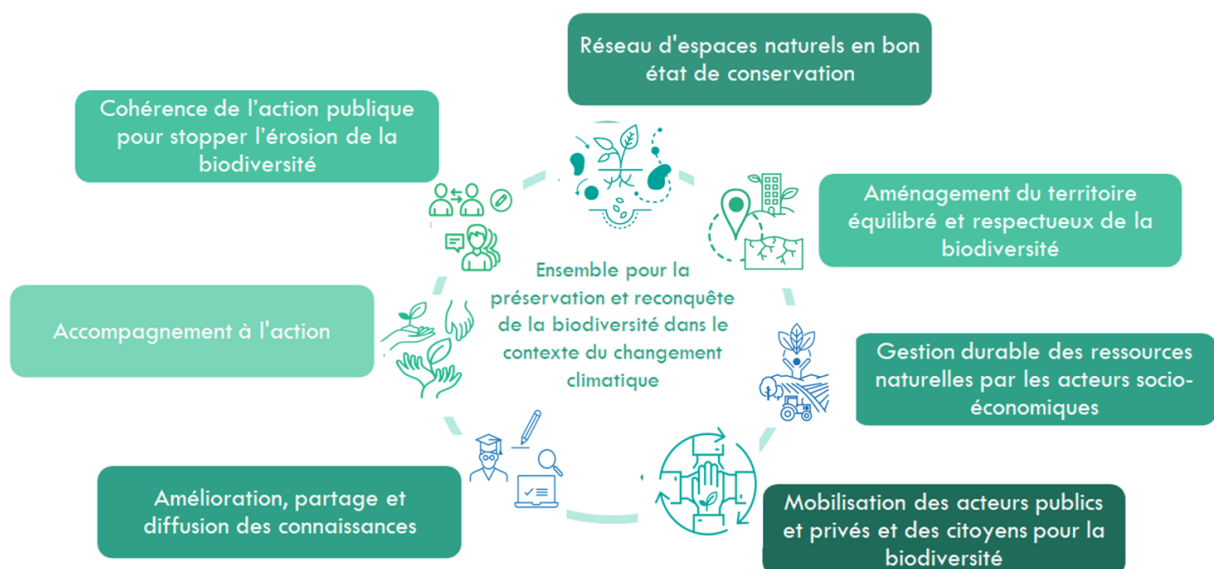 Réseau d'espaces naturels en bon
état de conservation
Cohérence de l’action publique
pour stopper l’érosion de la
biodiversité
Aménagement du territoire
équilibré et respectueux de la
biodiversité
Ensemble pour la
préservation et reconquête
de la biodiversité dans le
contexte du changement
climatique
Accompagnement à l'action
Gestion durable des ressources
naturelles par les acteurs socio-
économiques
Amélioration, partage et
diffusion des connaissances
Mobilisation des acteurs publics
et privés et des citoyens pour la
biodiversité